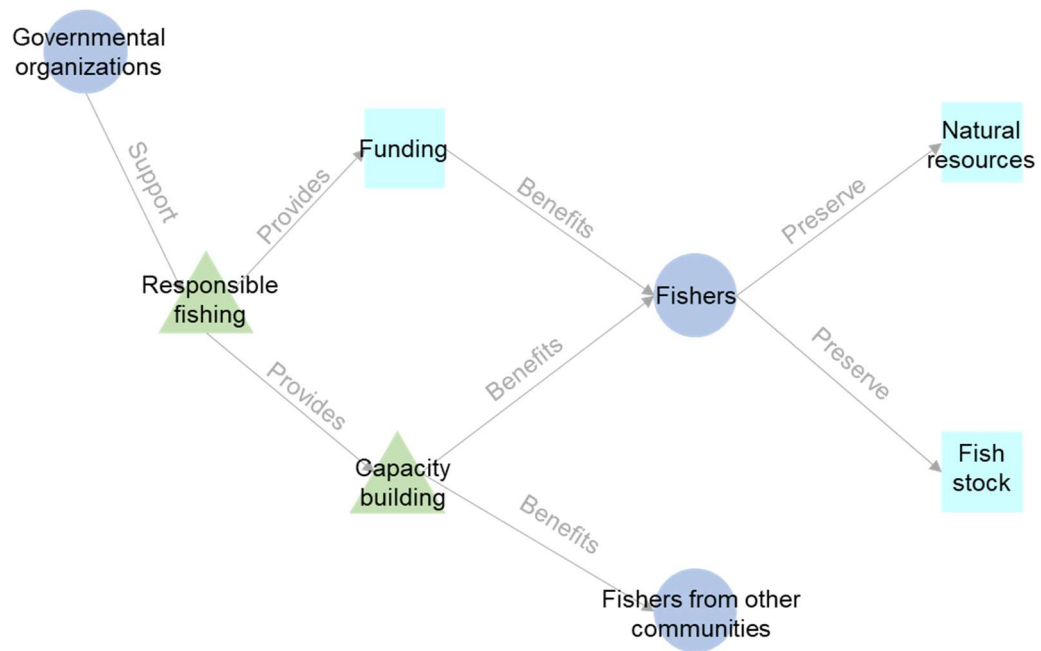 Governmental
organizations
Support
Provides
Funding
Benefits
Natural
resources
Preserve
Responsible
fishing
Fishers
Provides
Benefits
Preserve
Capacity
building
Fish
stock
Benefits
Fishers from other
communities